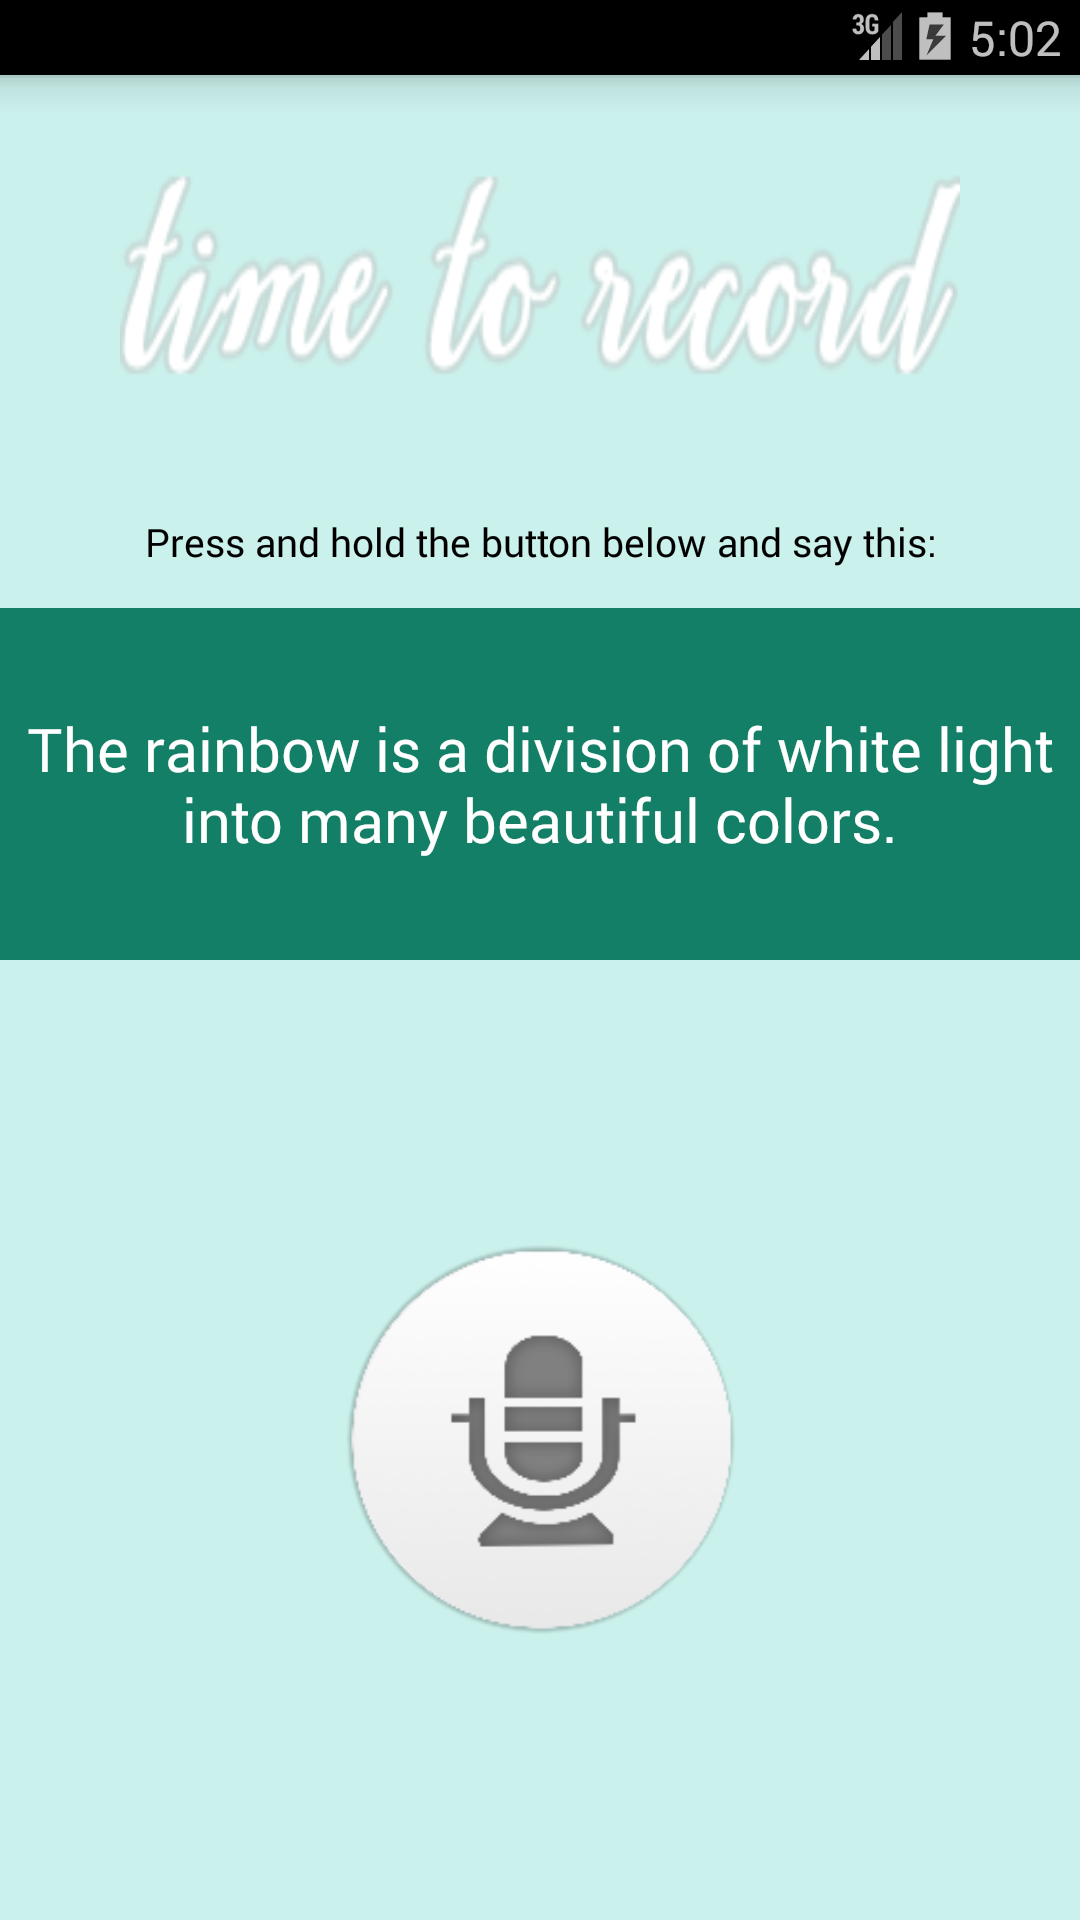 3G 5:02
time to record
Press and hold the button below and say this:
The rainbow is a division of white light
into many beautiful colors.